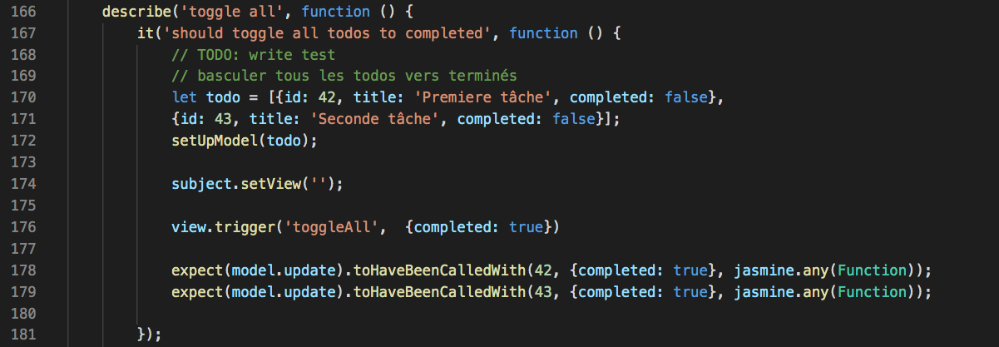 166 describe('toggle all', function () {
167 it('should toggle all todos to completed', function () {
168 // TODO: write test
169 // basculer tous les todos vers terminés
170 let todo = [{id: 42, title: 'Premiere tâche', completed: false},
171 {id: 43, title: 'Seconde tâche', completed: false}];
172 setUpModel(todo);
173
174 subject.setView('');
175
176 view.trigger('toggleAll',  {completed: true})
177
178 expect(model.update).toHaveBeenCalledWith(42, {completed: true}, jasmine.any(Function));
179 expect(model.update).toHaveBeenCalledWith(43, {completed: true}, jasmine.any(Function));
180
181 });